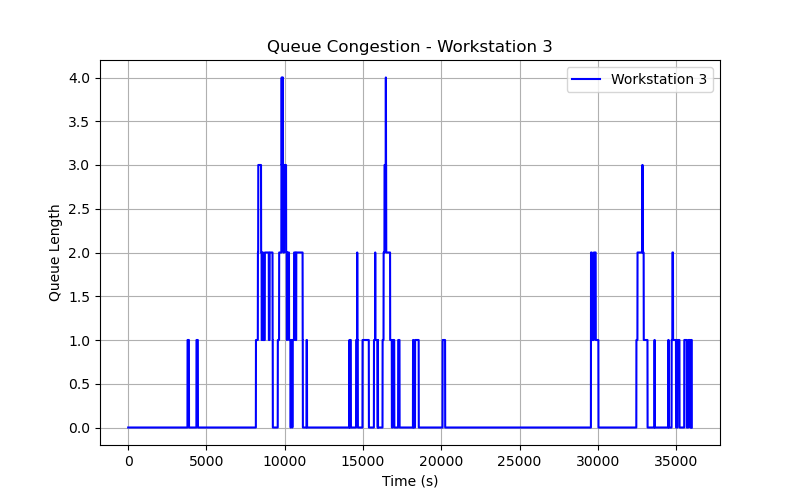 Queue Congestion - Workstation 3
Workstation 3
Queue Length
4.0
3.5
3.0
2.5
2.0
1.5
1.0
0.5
0.0
0 5000 10000 15000 20000 25000 30000 35000
Time (s)